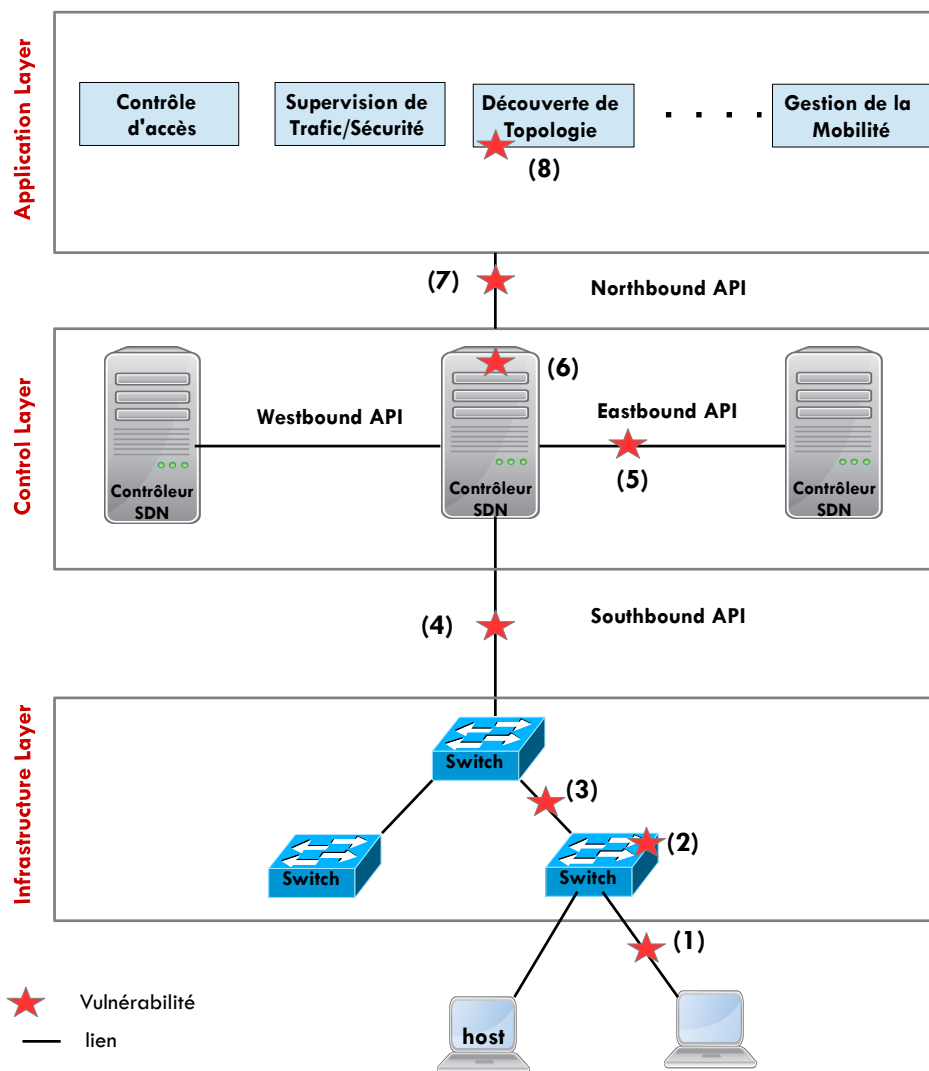 Application Layer
Contrôle
d'accès
Supervision de
Trafic/Sécurité
Découverte de
Topologie
. . . .
Gestion de la
Mobilité
(8)
(7)
Northbound API
Control Layer
(6)
Westbound API
Eastbound API
(5)
Contrôleur
SDN
Contrôleur
SDN
Contrôleur
SDN
(4)
Southbound API
Infrastructure Layer
Switch
(3)
(2)
Switch
Switch
(1)
Vulnérabilité
lien
host